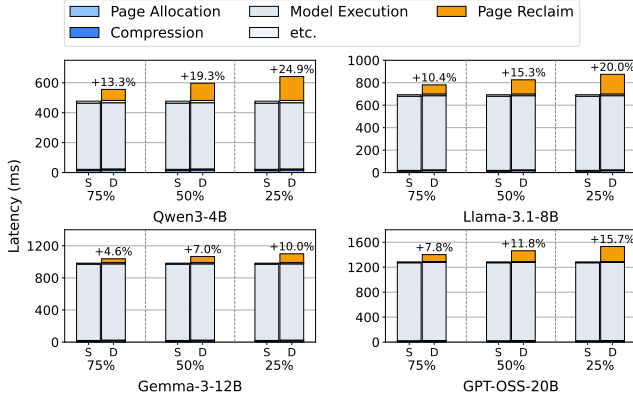 Page Allocation Model Execution Page Reclaim
Compression etc.
Latency (ms)
600
400
200
0
+13.3% +19.3% +24.9%
S D S D S D
75% 50% 25%
Qwen3-4B
1000
800
600
400
200
0
+10.4% +15.3% +20.0%
S D S D S D
75% 50% 25%
Llama-3.1-8B
1200
800
400
0
+4.6% +7.0% +10.0%
S D S D S D
75% 50% 25%
Gemma-3-12B
1600
1200
800
400
0
+7.8% +11.8% +15.7%
S D S D S D
75% 50% 25%
GPT-OSS-20B